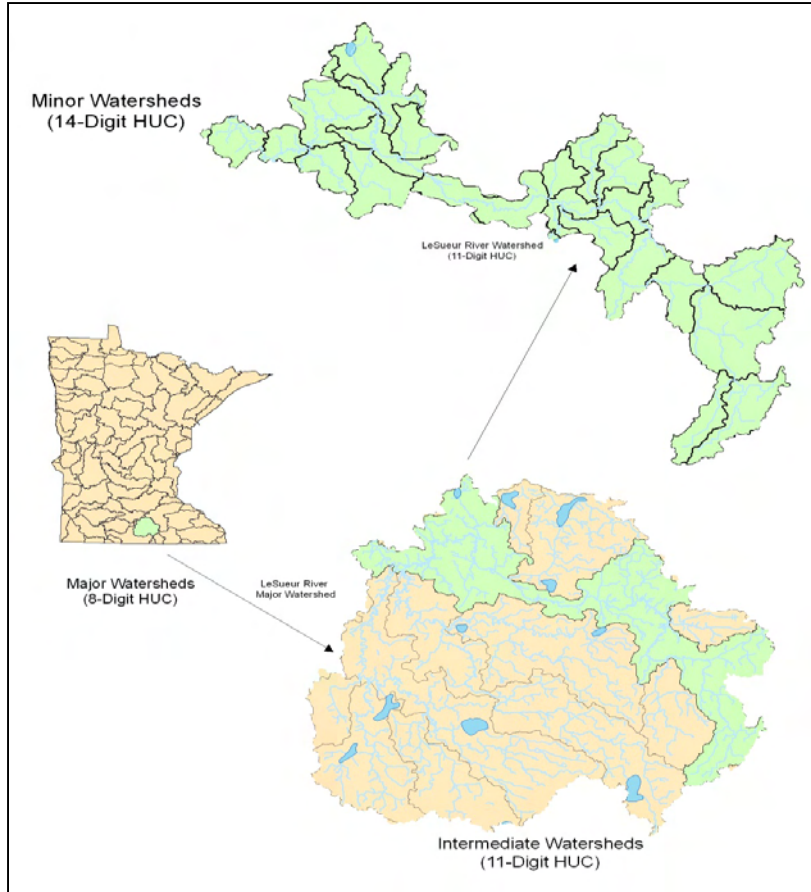 Minor Watersheds
(14-Digit HUC)
LeSueur River Watershed
(11-Digit HUC)
Major Watersheds
(8-Digit HUC)
LeSueur River
Major Watershed
Intermediate Watersheds
(11-Digit HUC)